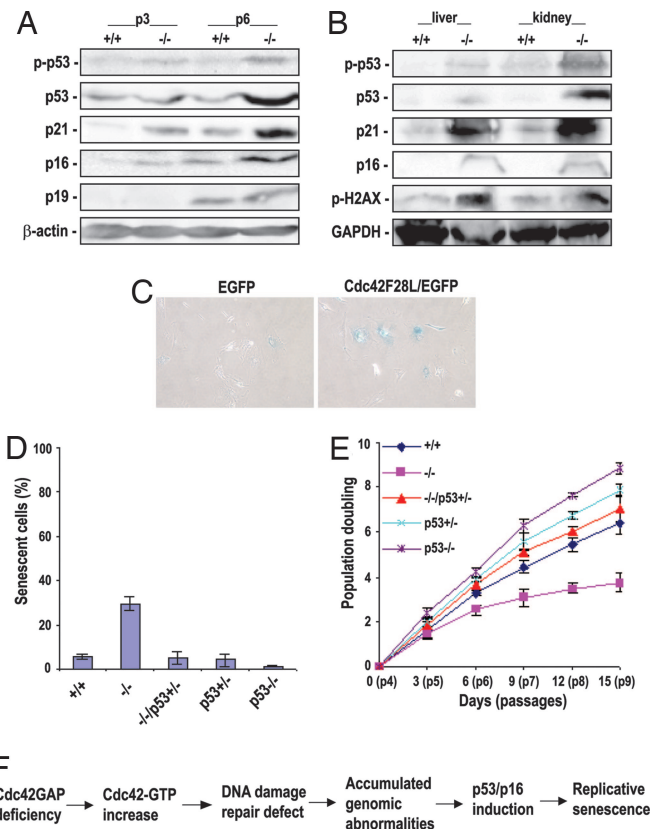 A
p3 p6
+/+ -/- +/+ -/-
p-p53 -
p53 -
p21 -
p16 -
p19 -
β-actin -
B
liver kidney
+/+ -/- +/+ -/-
p-p53 -
p53 -
p21 -
p16
p-H2AX -
GAPDH -
C
EGFP Cdc42F28L/EGFP
D
Senescent cells (%)
100
80
60
40
20
0
+/+ -/- -/-/p53+/- p53+/- p53-/-
E
Population doubling
10
8
6
4
2
0
+/+
-/-
-/-/p53+/-
p53+/-
p53-/-
0 (p4) 3 (p5) 6 (p6) 9 (p7) 12 (p8) 15 (p9)
Days (passages)
F
Cdc42GAP
deficiency
Cdc42-GTP
increase
DNA damage
repair defect
Accumulated
genomic
abnormalities
p53/p16
induction
Replicative
senescence